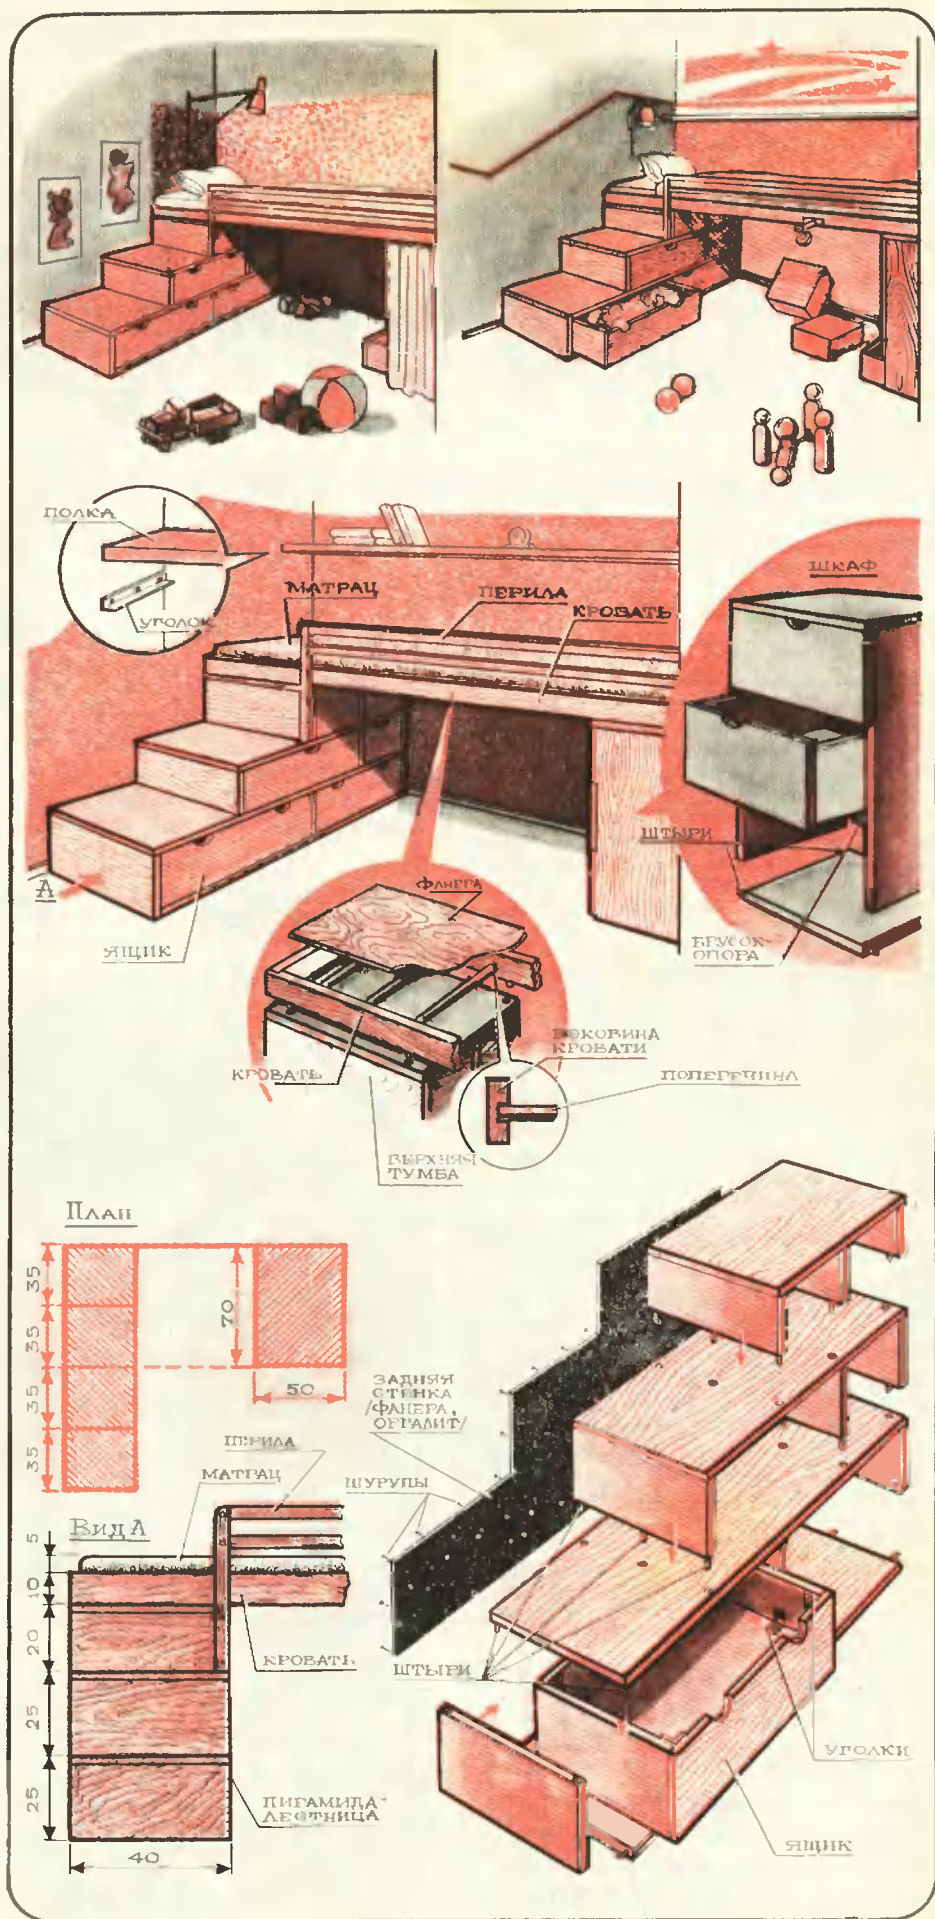 ПОЛКА
УГОЛОК
МАТРАЦ
ПЕРИЛА
КРОВАТЬ
ШКАФ
ШТЫРИ
А
ЯЩИК
ФАНЕРА
БРУСОК-
ОПОРА
КРОВАТЬ
БОКОВИНА
КРОВАТИ
ПОПЕРЕЧИНА
ВЕРХНЯЯ
ТУМБА
ПЛАН
35
35
35
35
70
50
ЗАДНЯЯ
СТЕНКА
/ФАНЕРА,
ОРГАЛИТ/
ШУРУПЫ
ПЕРИЛА
МАТРАЦ
ВИД А
5
10
20
25
25
КРОВАТЬ
ПИРАМИДА-
ЛЕСТНИЦА
40
ШТЫРИ
УГОЛКИ
ЯЩИК